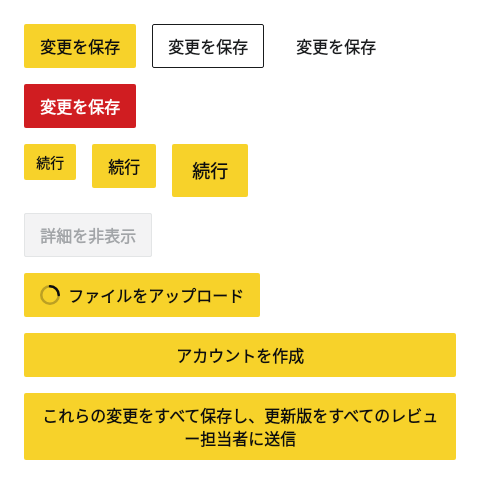 変更を保存 変更を保存 変更を保存
変更を保存
続行 続行 続行
詳細を非表示
ファイルをアップロード
アカウントを作成
これらの変更をすべて保存し、更新版をすべてのレビュ
ー担当者に送信